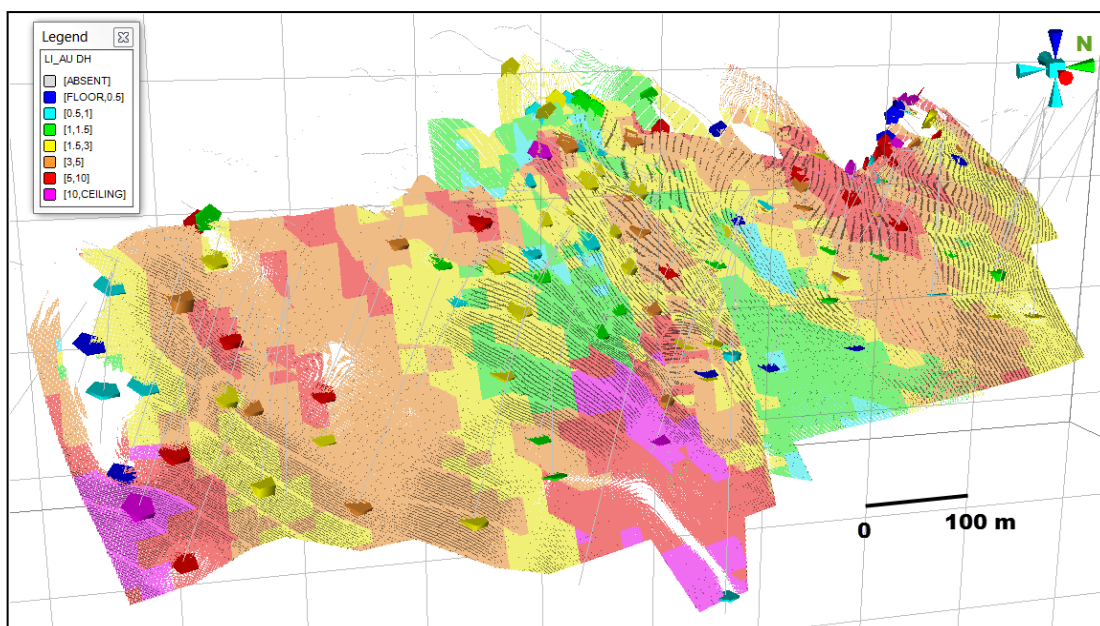 Legend
LI_AU DH
[ABSENT]
[FLOOR,0.5]
[0.5,1]
[1,1.5]
[1.5,3]
[3,5]
[5,10]
[10,CEILING]
N
0 100 m